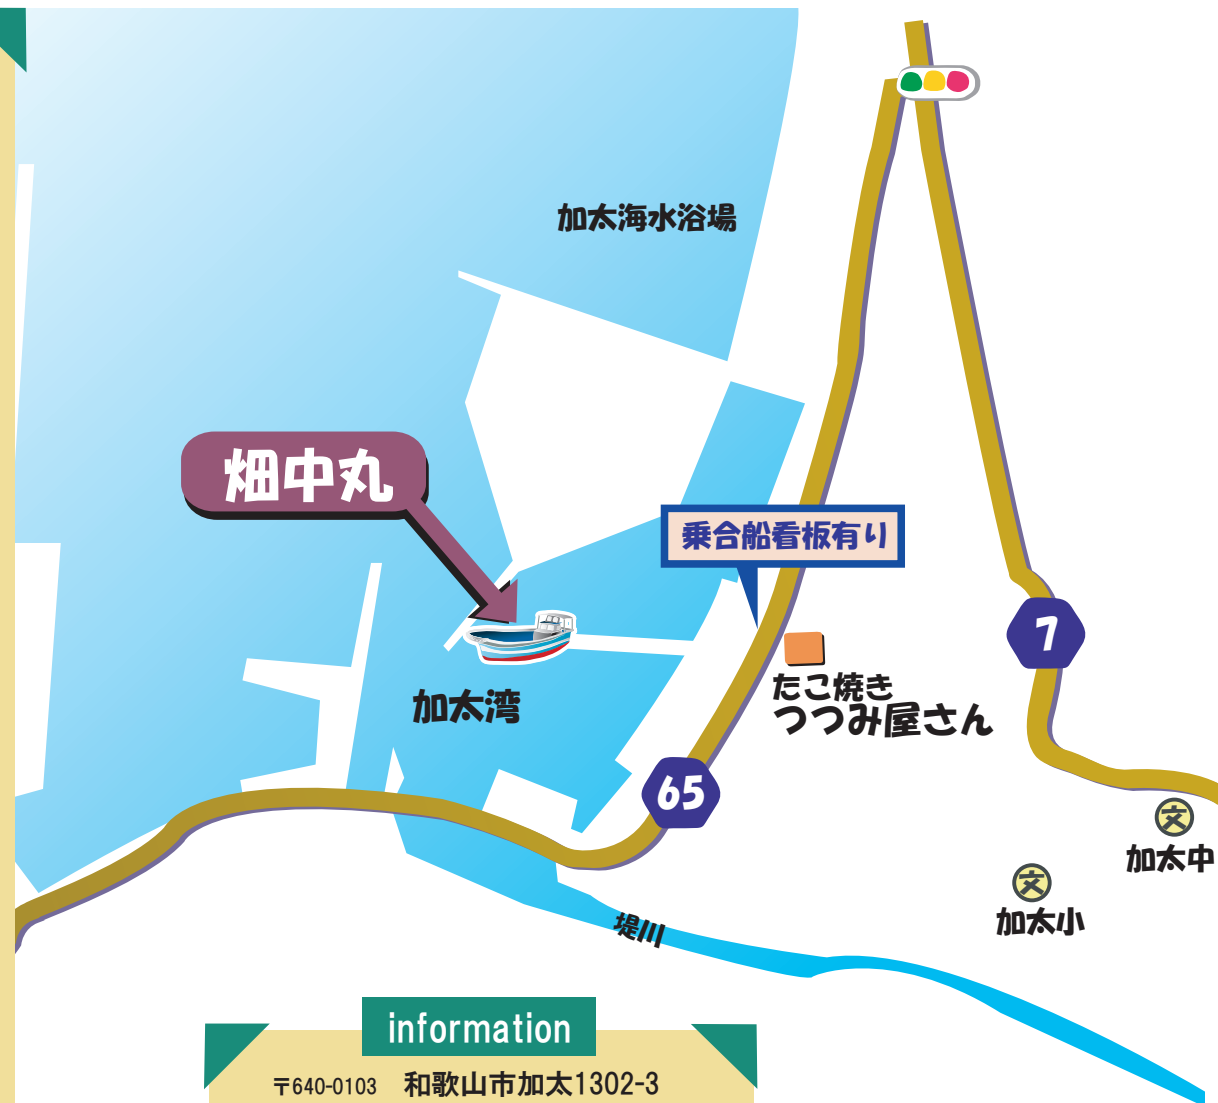 加太海水浴場
畑中丸
乗合船看板有り
7
たこ焼き
つつみ屋さん
加太湾
65
文
加太中
文
加太小
堤川
information
〒640-0103 和歌山市加太1302-3